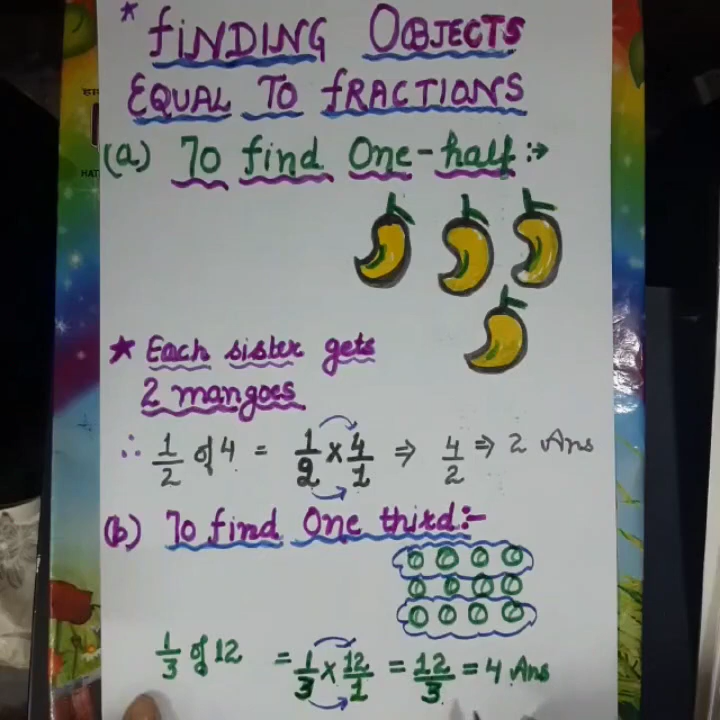 * FINDING OBJECTS
EQUAL TO FRACTIONS
(a) To find One-half :→
* Each sister gets
2 mangoes
∴ 1/2 of 4 = 1/2 × 4/1 ⇒ 4/2 ⇒ 2 Ans
(b) To find One third:-
1/3 of 12 = 1/3 × 12/1 = 12/3 = 4 Ans